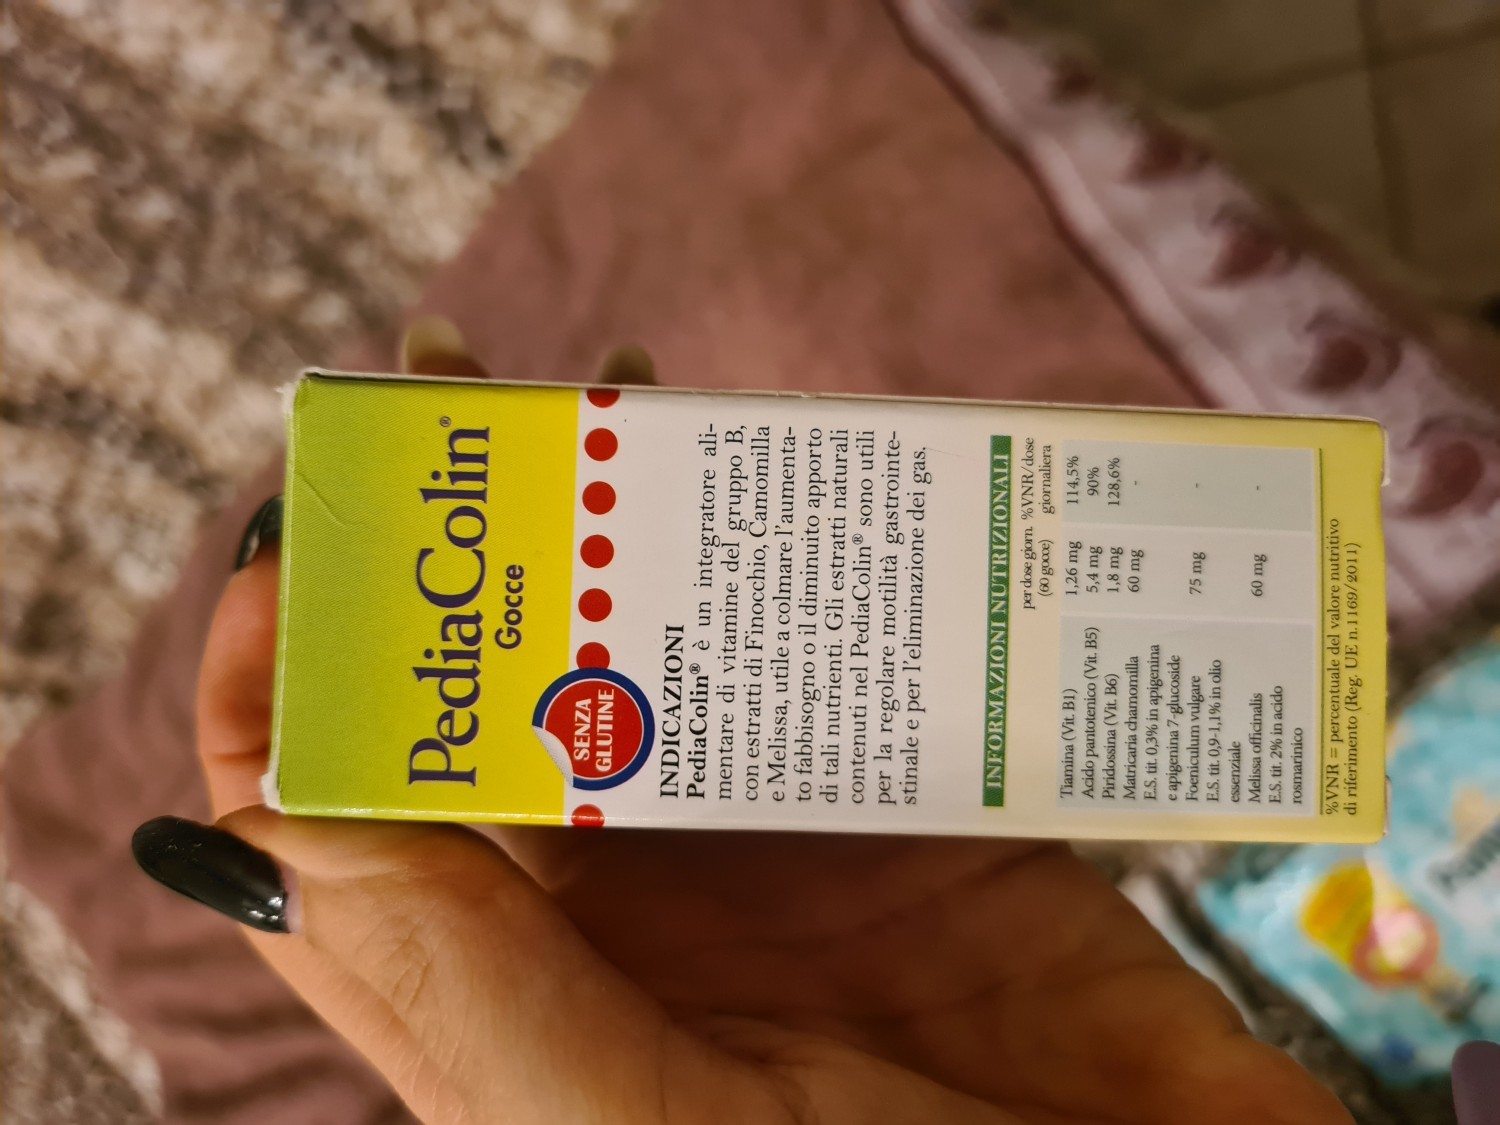 PediaColin®
Gocce
SENZA
GLUTINE
INDICAZIONI
PediaColin® è un integratore ali-
mentare di vitamine del gruppo B,
con estratti di Finocchio, Camomilla
e Melissa, utile a colmare l'aumenta-
to fabbisogno o il diminuito apporto
di tali nutrienti. Gli estratti naturali
contenuti nel PediaColin® sono utili
per la regolare motilità gastrointe-
stinale e per l'eliminazione dei gas.
INFORMAZIONI NUTRIZIONALI
per dose giorn. %VNR/dose
(60 gocce) giornaliera
Tiamina (Vit. B1) 1,26 mg 114,5%
Acido pantotenico (Vit. B5) 5,4 mg 90%
Piridossina (Vit. B6) 1,8 mg 128,6%
Matricaria chamomilla 60 mg -
E.S. tit. 0,3% in apigenina
e apigenina 7-glucoside
Foeniculum vulgare 75 mg -
E.S. tit. 0,9-1,1% in olio
essenziale
Melissa officinalis 60 mg -
E.S. tit. 2% in acido
rosmarinico
%VNR = percentuale del valore nutritivo
di riferimento (Reg. UE n.1169/2011)